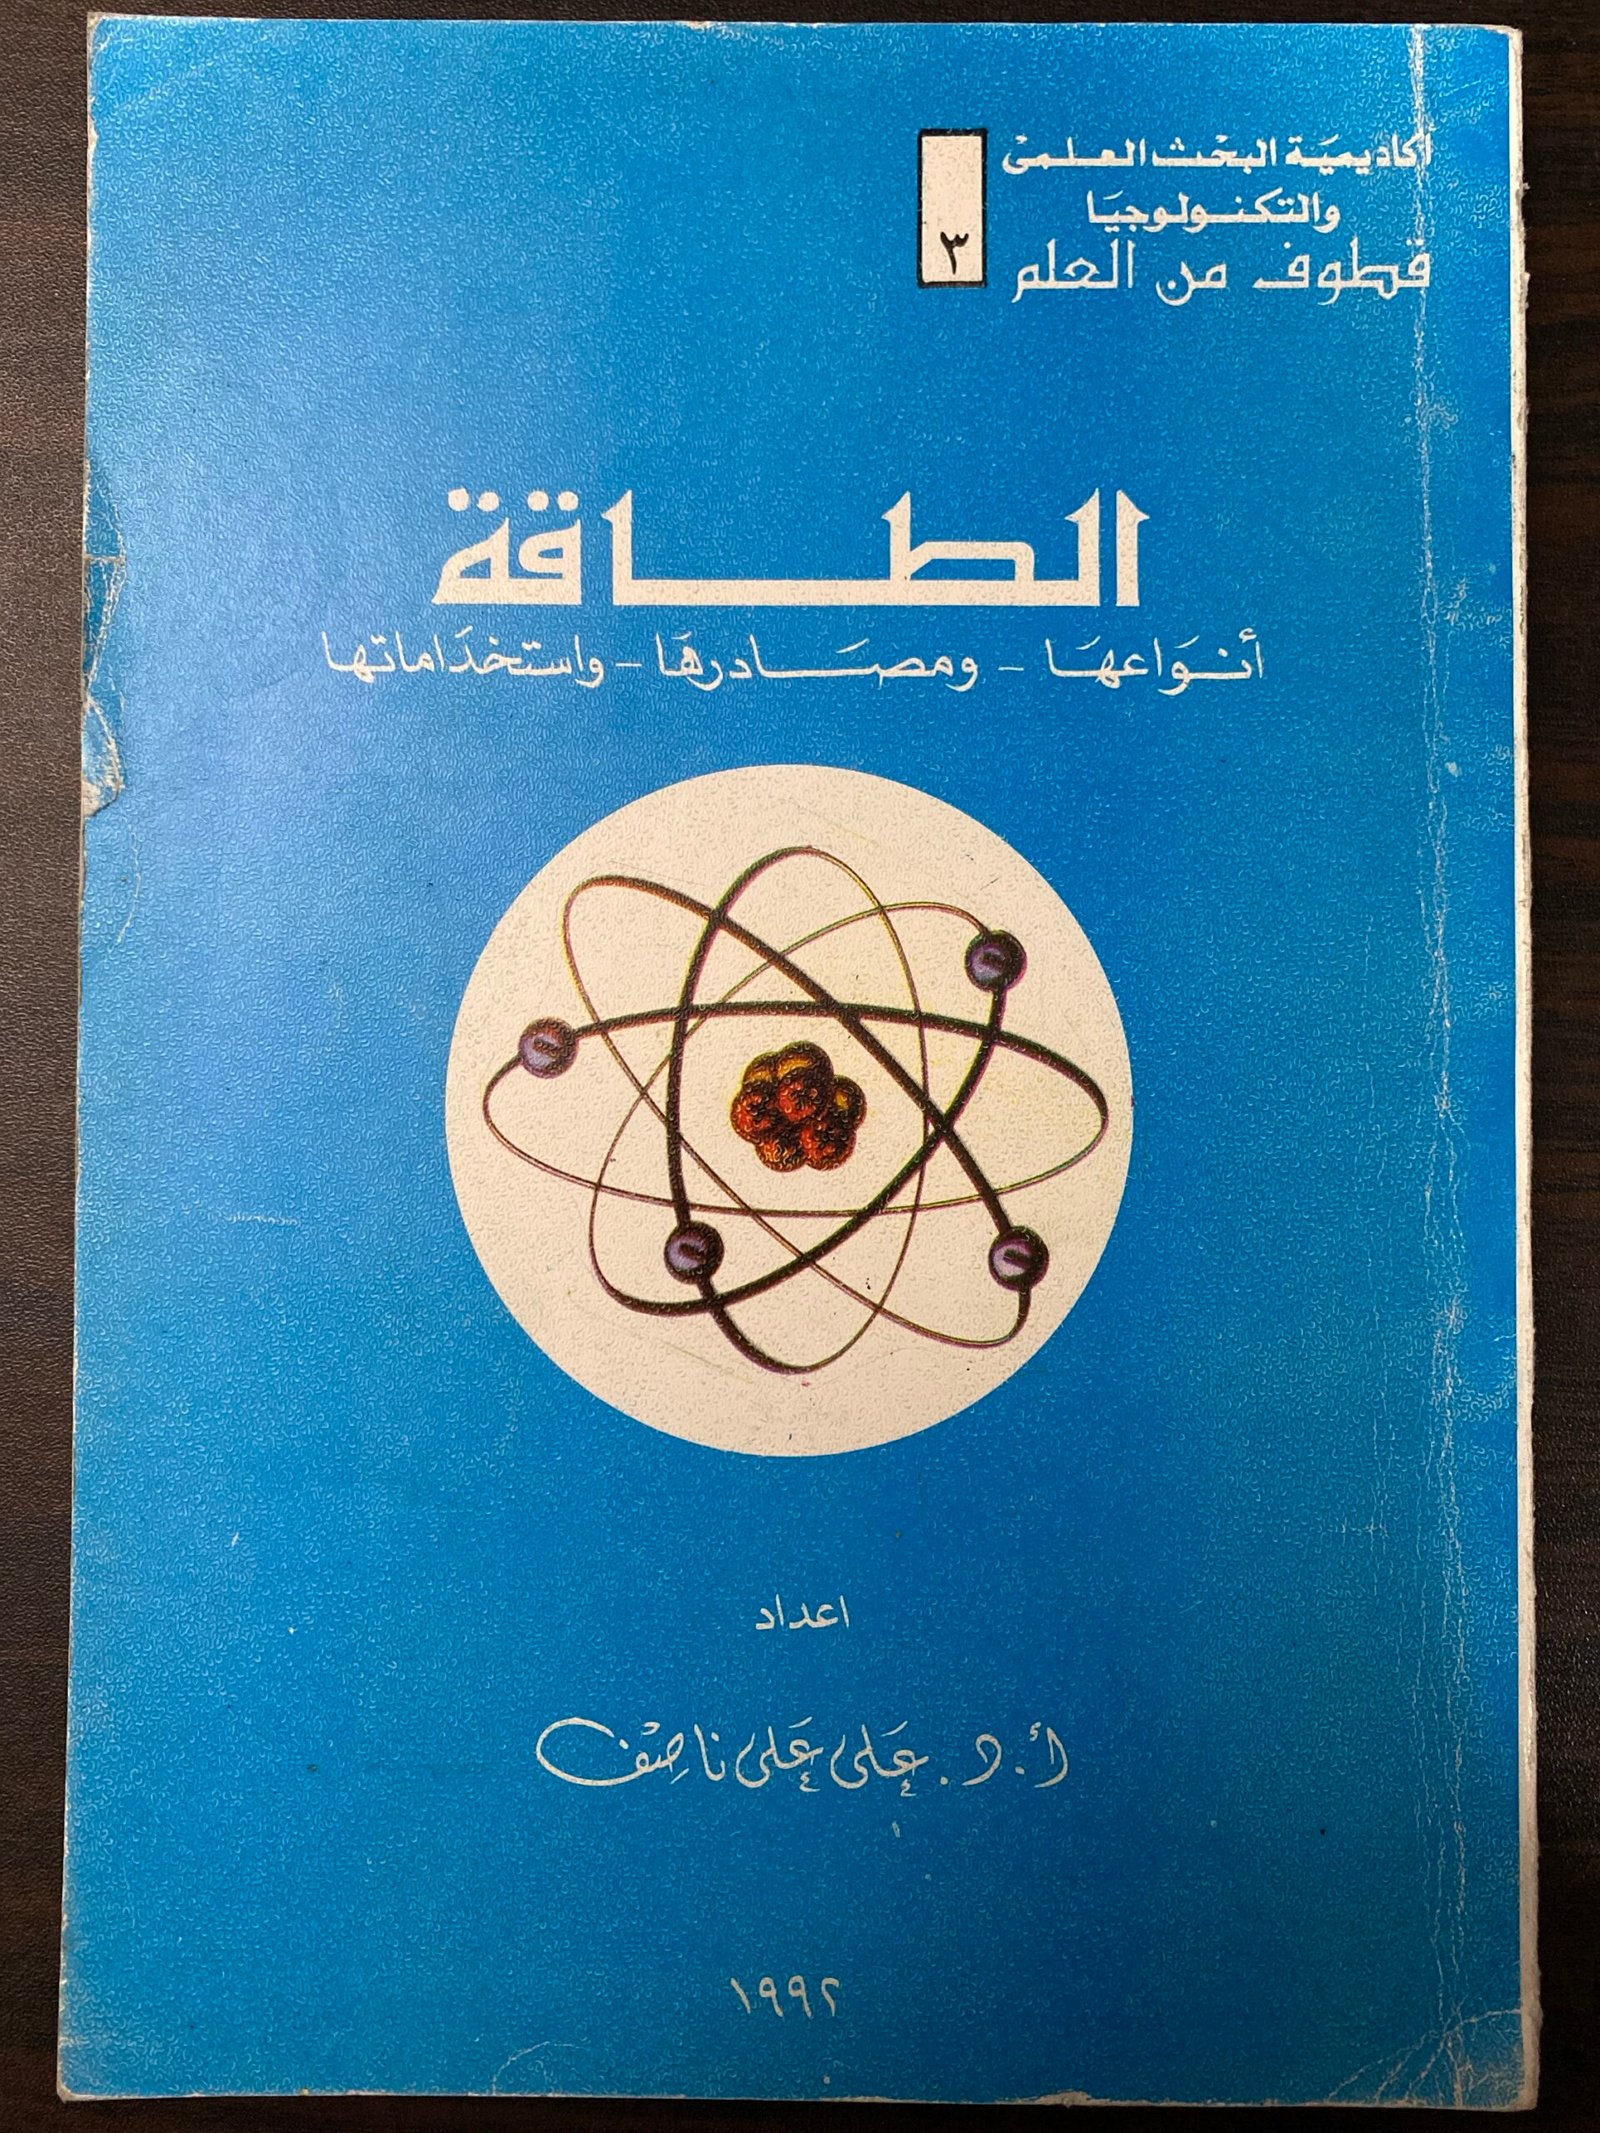 أكاديمية البحث العلمى
والتكنولوجيا
قطوف من العلم
٣
الطاقة
أنواعها - ومصادرها - واستخداماتها
اعداد
أ.د. على على ناصف
١٩٩٢